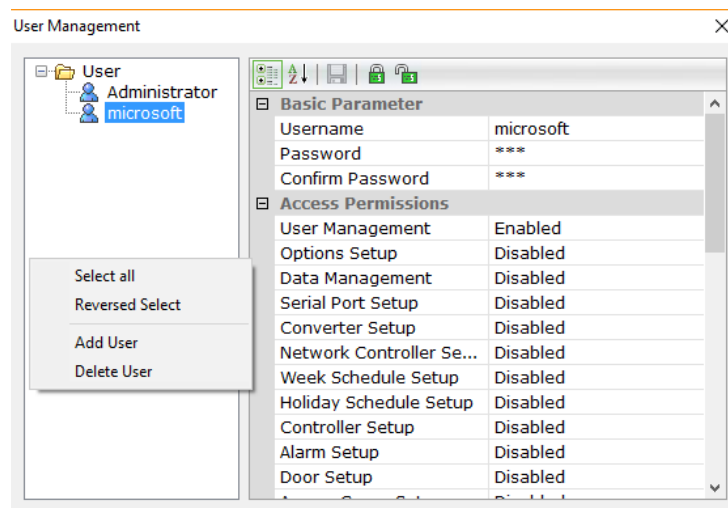 User Management
User
Administrator
microsoft
Select all
Reversed Select
Add User
Delete User
Basic Parameter
Username microsoft
Password ***
Confirm Password ***
Access Permissions
User Management Enabled
Options Setup Disabled
Data Management Disabled
Serial Port Setup Disabled
Converter Setup Disabled
Network Controller Se... Disabled
Week Schedule Setup Disabled
Holiday Schedule Setup Disabled
Controller Setup Disabled
Alarm Setup Disabled
Door Setup Disabled